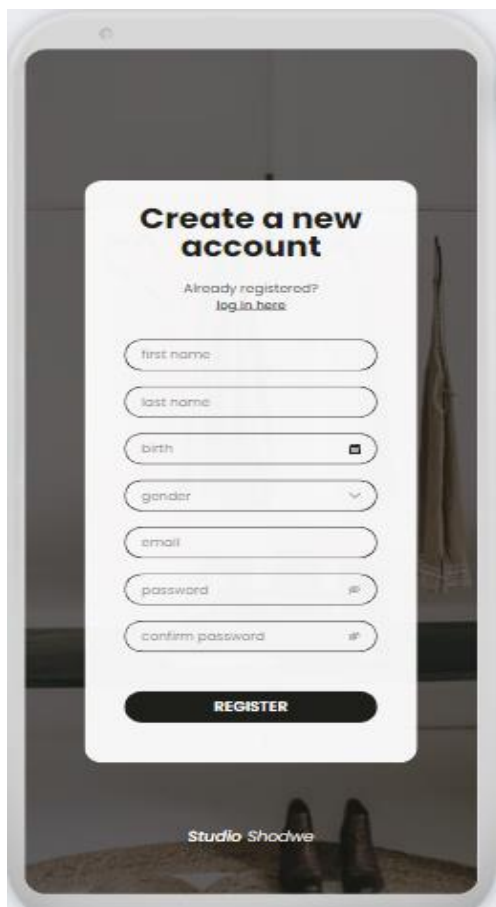 Create a new
account
Already registered?
log in here
first name
last name
birth
gender
email
password
confirm password
REGISTER
Studio Shodwe